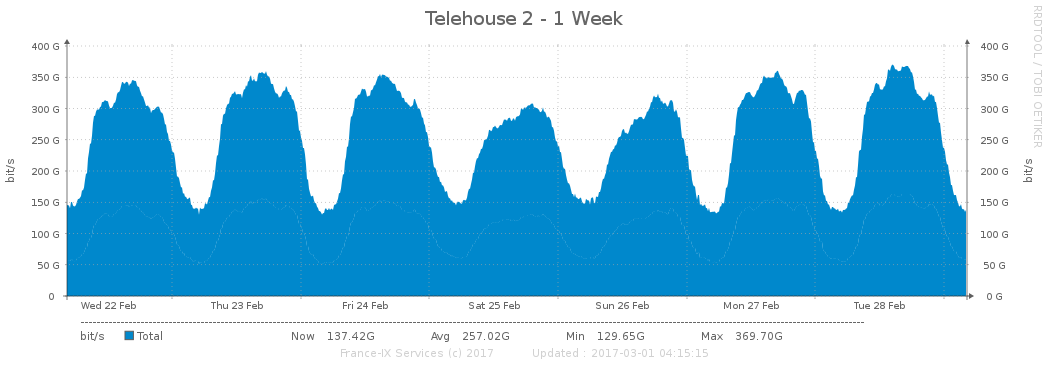 Telehouse 2 - 1 Week
RRDTOOL / TOBI OETIKER
400 G 400 G
350 G 350 G
300 G 300 G
250 G 250 G
200 G 200 G
150 G 150 G
100 G 100 G
50 G 50 G
0 0 G
bit/s bit/s
Wed 22 Feb Thu 23 Feb Fri 24 Feb Sat 25 Feb Sun 26 Feb Mon 27 Feb Tue 28 Feb
bit/s Total Now 137.42G Avg 257.02G Min 129.65G Max 369.70G
France-IX Services (c) 2017 Updated : 2017-03-01 04:15:15